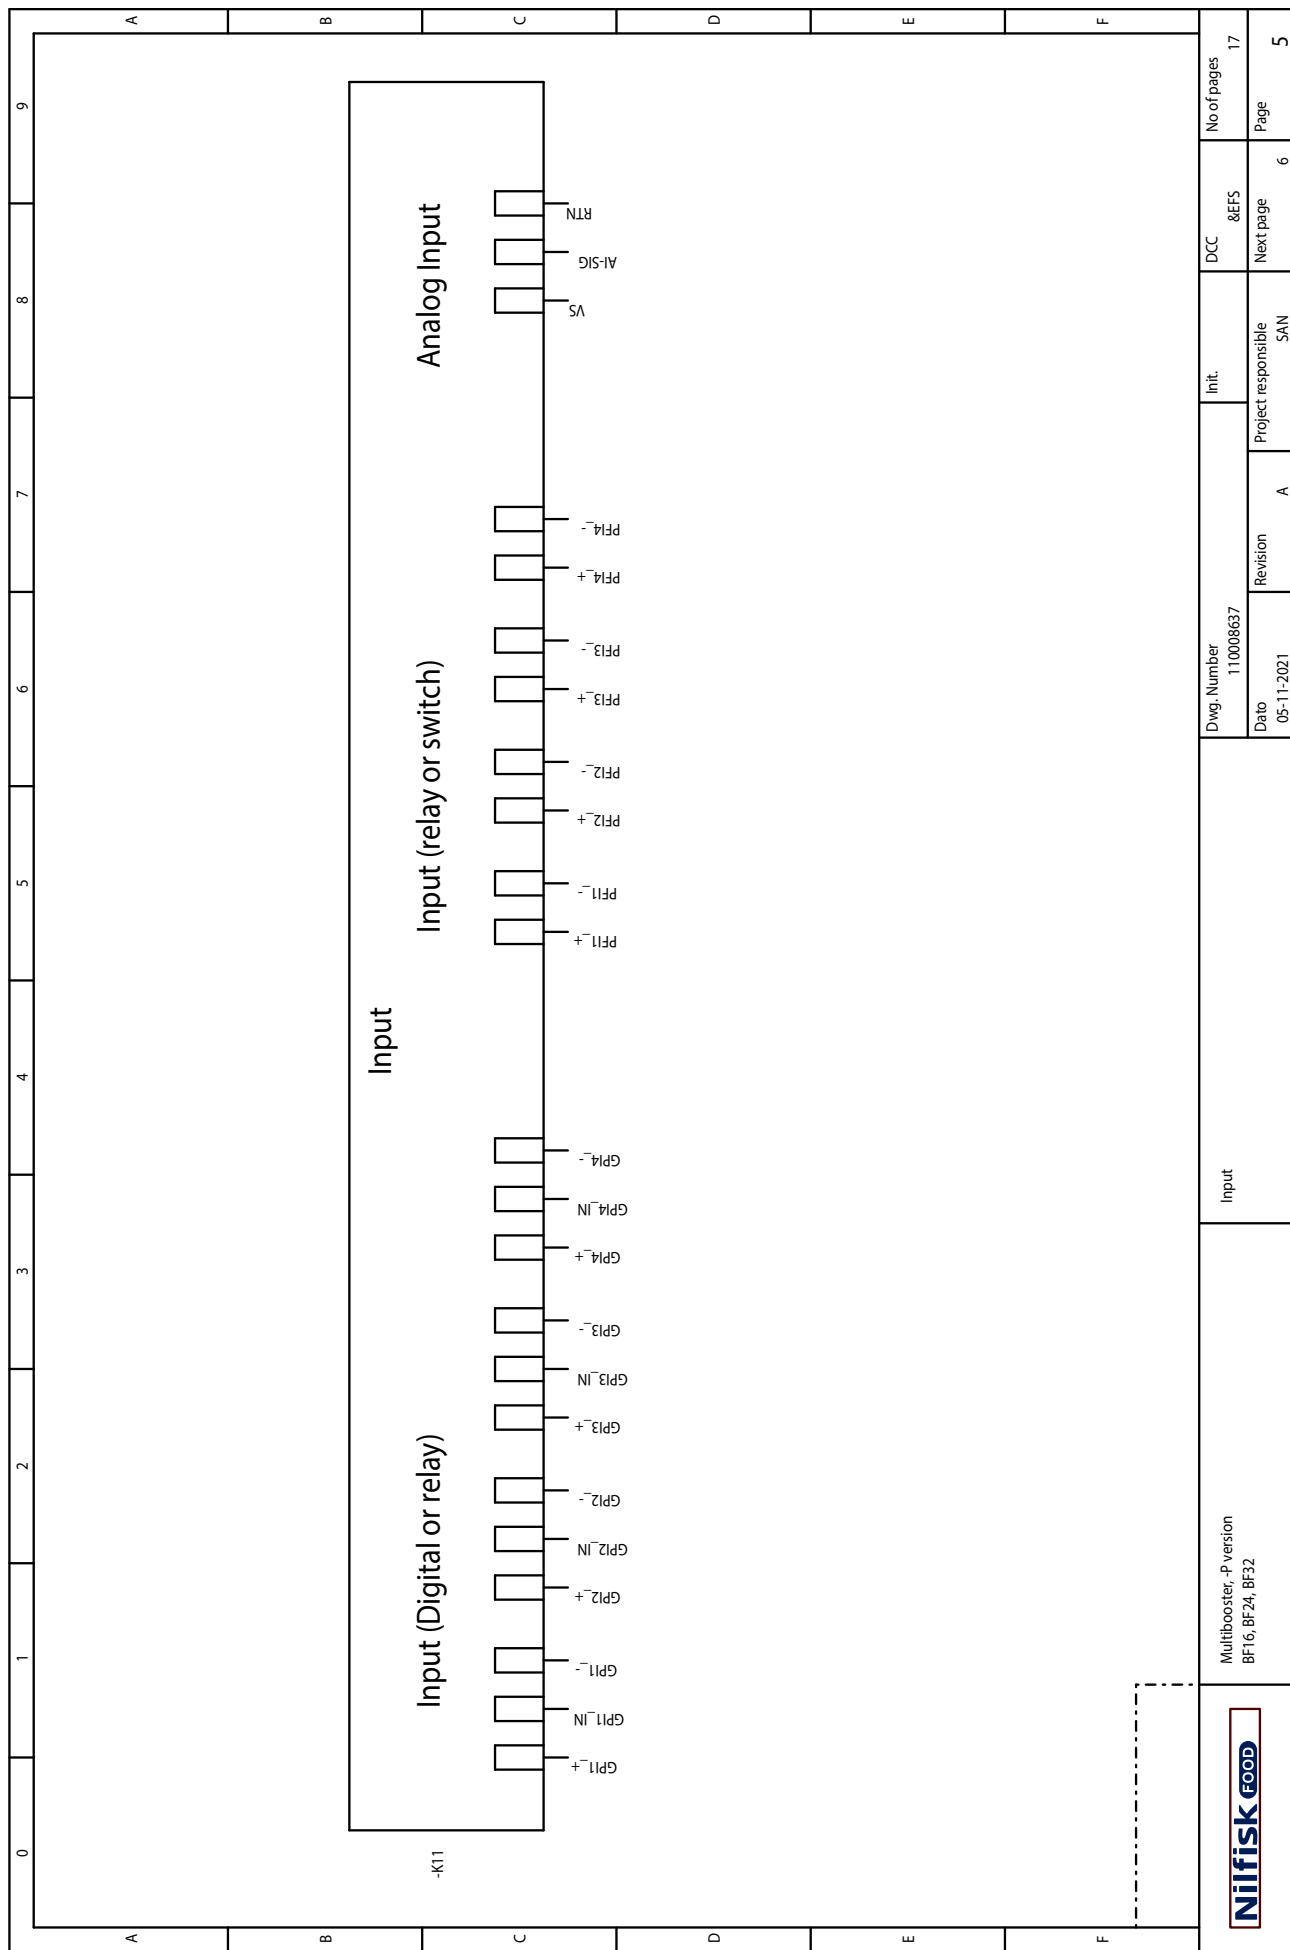 0 1 2 3 4 5 6 7 8 9
A
A
B
B
C
C
D
D
E
E
F
F
Input
Input (Digital or relay)
Input (relay or switch)
Analog Input
-K11
GPI1_+
GPI1_IN
GPI1_-
GPI2_+
GPI2_IN
GPI2_-
GPI3_+
GPI3_IN
GPI3_-
GPI4_+
GPI4_IN
GPI4_-
PFI1_+
PFI1_-
PFI2_+
PFI2_-
PFI3_+
PFI3_-
PFI4_+
PFI4_-
VS
AI-SIG
RTN
Nilfisk FOOD
Multibooster, -P version
BF16, BF24, BF32
Input
Dwg. Number
110008637
Init.
DCC
&EFS
No of pages
17
Dato
05-11-2021
Revision
A
Project responsible
SAN
Next page
6
Page
5